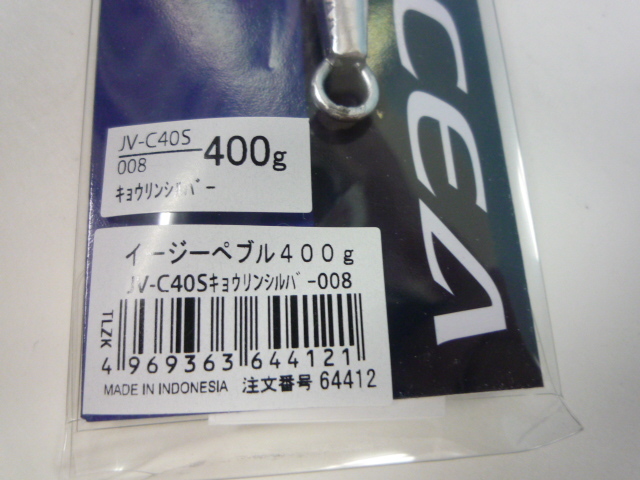 JV-C40S
008
400g
ｷｮｳﾘﾝｼﾙﾊﾞｰ
イージーペブル４００ｇ
JV-C40Sｷｮｳﾘﾝｼﾙﾊﾞｰ-008
TLZK
4 969363 644121
MADE IN INDONESIA 注文番号 64412
CEA